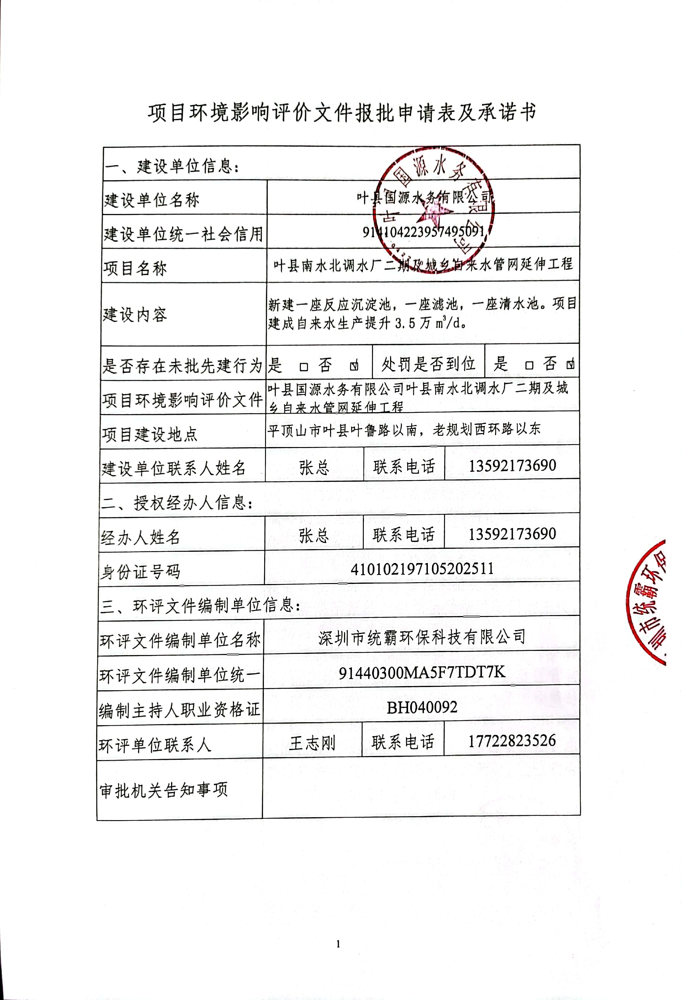 项目环境影响评价文件报批申请表及承诺书
一、建设单位信息：
建设单位名称 叶县国源水务有限公司
建设单位统一社会信用 914104223957495091
项目名称 叶县南水北调水厂二期及城乡自来水管网延伸工程
建设内容 新建一座反应沉淀池，一座滤池，一座清水池。项目
建成自来水生产提升 3.5 万 m³/d。
是否存在未批先建行为 是 □ 否 ☑ 处罚是否到位 是 □ 否 ☑
项目环境影响评价文件 叶县国源水务有限公司叶县南水北调水厂二期及城
乡自来水管网延伸工程
项目建设地点 平顶山市叶县叶鲁路以南，老规划西环路以东
建设单位联系人姓名 张总 联系电话 13592173690
二、授权经办人信息：
经办人姓名 张总 联系电话 13592173690
身份证号码 410102197105202511
三、环评文件编制单位信息：
环评文件编制单位名称 深圳市统霸环保科技有限公司
环评文件编制单位统一 91440300MA5F7TDT7K
编制主持人职业资格证 BH040092
环评单位联系人 王志刚 联系电话 17722823526
审批机关告知事项
叶县国源水务有限公司
圳市统霸环保
1